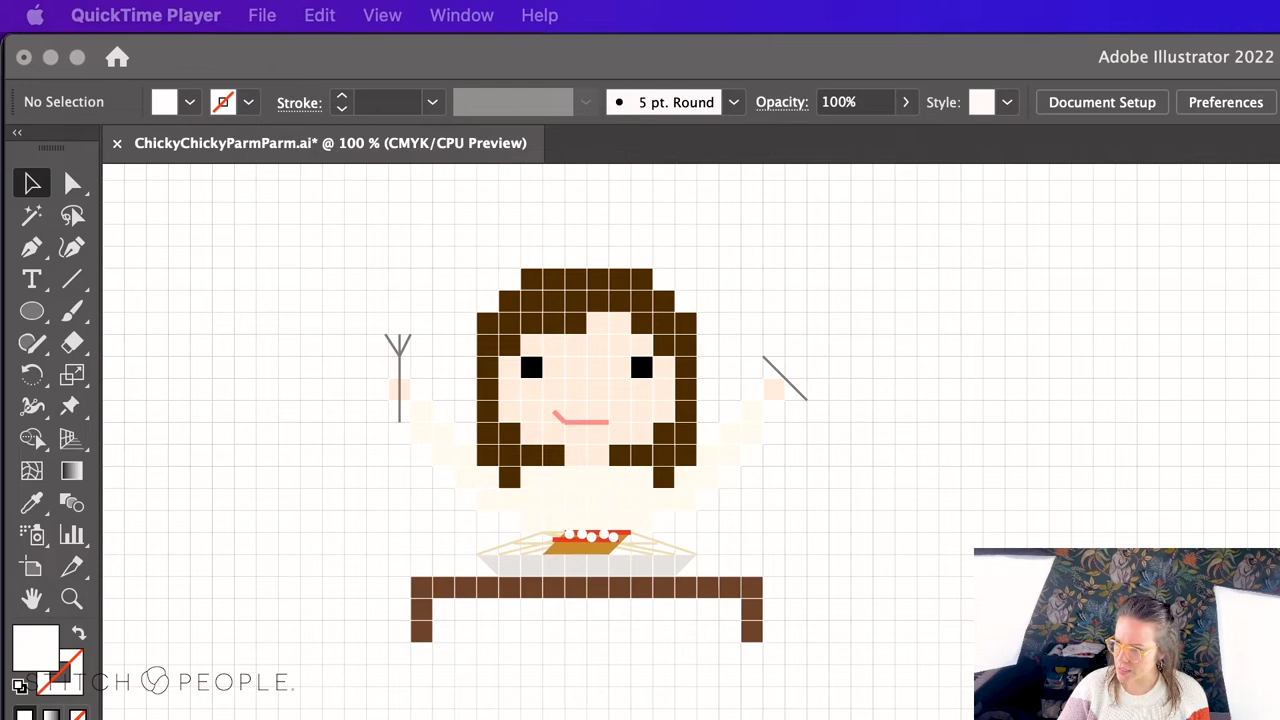 QuickTime Player File Edit View Window Help
Adobe Illustrator 2022
No Selection Stroke: 5 pt. Round Opacity: 100% Style: Document Setup Preferences
ChickyChickyParmParm.ai* @ 100 % (CMYK/CPU Preview)
STITCH PEOPLE.